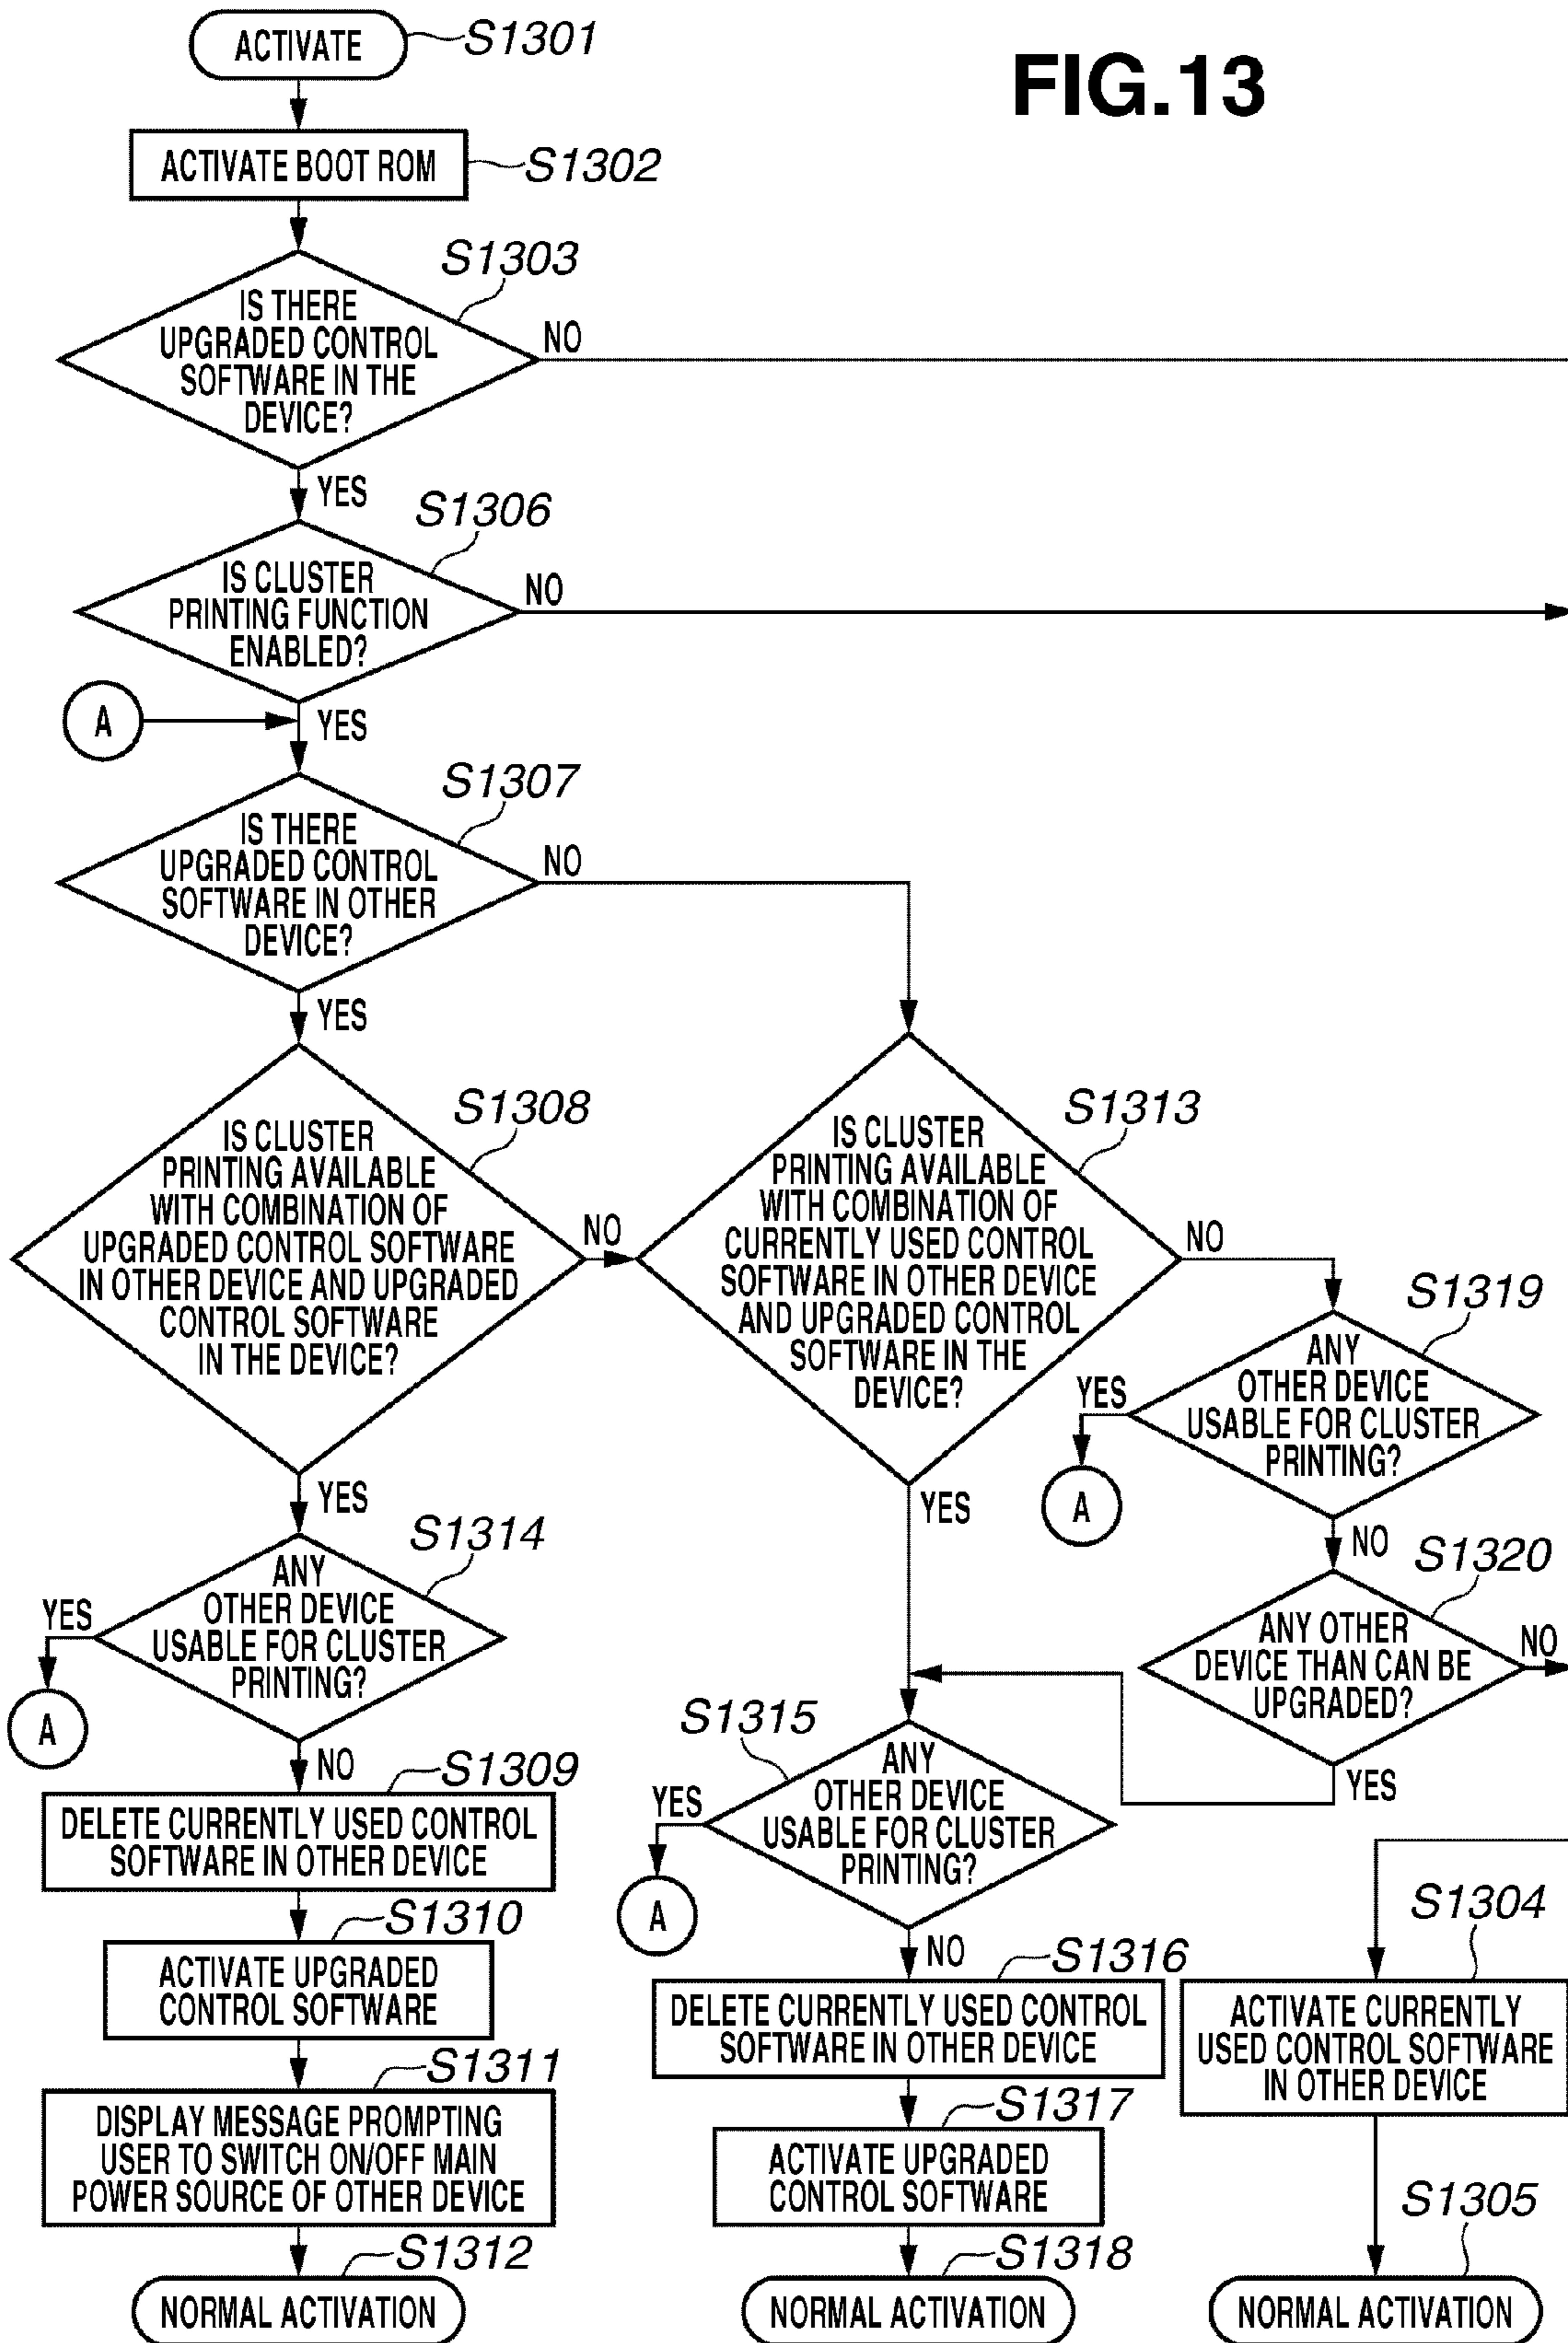 FIG.13
ACTIVATE
S1301
ACTIVATE BOOT ROM
S1302
S1303
IS THERE
UPGRADED CONTROL
SOFTWARE IN THE
DEVICE?
NO
YES
S1306
IS CLUSTER
PRINTING FUNCTION
ENABLED?
NO
A
YES
S1307
IS THERE
UPGRADED CONTROL
SOFTWARE IN OTHER
DEVICE?
NO
YES
S1308
IS CLUSTER
PRINTING AVAILABLE
WITH COMBINATION OF
UPGRADED CONTROL SOFTWARE
IN OTHER DEVICE AND UPGRADED
CONTROL SOFTWARE
IN THE DEVICE?
NO
YES
S1313
IS CLUSTER
PRINTING AVAILABLE
WITH COMBINATION OF
CURRENTLY USED CONTROL
SOFTWARE IN OTHER DEVICE
AND UPGRADED CONTROL
SOFTWARE IN THE
DEVICE?
NO
YES
S1319
ANY
OTHER DEVICE
USABLE FOR CLUSTER
PRINTING?
YES
A
NO
S1320
ANY OTHER
DEVICE THAN CAN BE
UPGRADED?
NO
YES
S1314
ANY
OTHER DEVICE
USABLE FOR CLUSTER
PRINTING?
YES
A
NO
S1309
DELETE CURRENTLY USED CONTROL
SOFTWARE IN OTHER DEVICE
S1310
ACTIVATE UPGRADED
CONTROL SOFTWARE
S1311
DISPLAY MESSAGE PROMPTING
USER TO SWITCH ON/OFF MAIN
POWER SOURCE OF OTHER DEVICE
S1312
NORMAL ACTIVATION
S1315
ANY
OTHER DEVICE
USABLE FOR CLUSTER
PRINTING?
YES
A
NO
S1316
DELETE CURRENTLY USED CONTROL
SOFTWARE IN OTHER DEVICE
S1317
ACTIVATE UPGRADED
CONTROL SOFTWARE
S1318
NORMAL ACTIVATION
S1304
ACTIVATE CURRENTLY
USED CONTROL SOFTWARE
IN OTHER DEVICE
S1305
NORMAL ACTIVATION